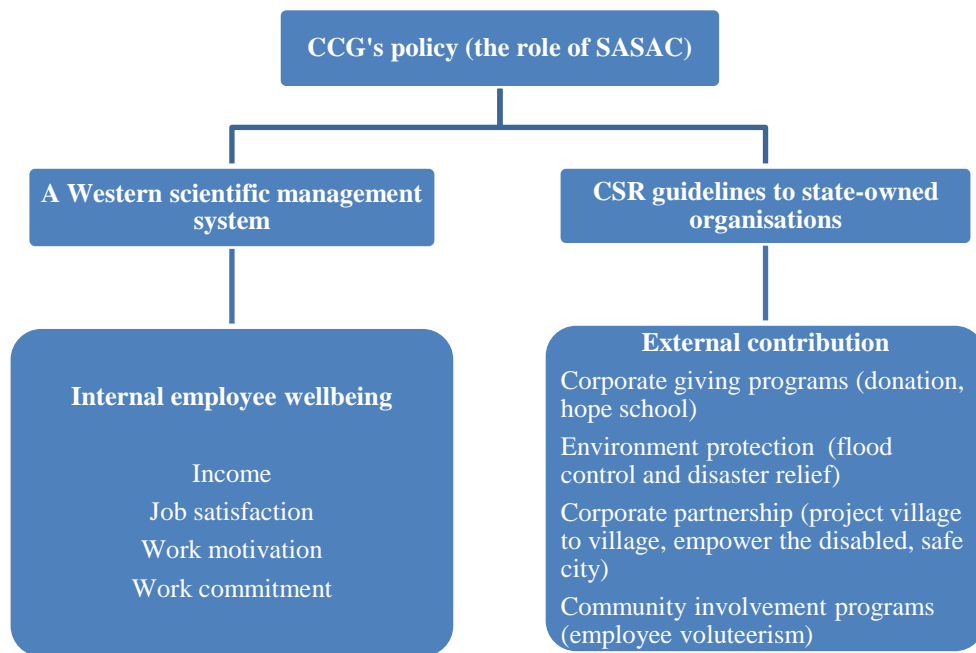 CCG's policy (the role of SASAC)
A Western scientific management
system
CSR guidelines to state-owned
organisations
Internal employee wellbeing
Income
Job satisfaction
Work motivation
Work commitment
External contribution
Corporate giving programs (donation,
hope school)
Environment protection (flood
control and disaster relief)
Corporate partnership (project village
to village, empower the disabled, safe
city)
Community involvement programs
(employee voluteerism)